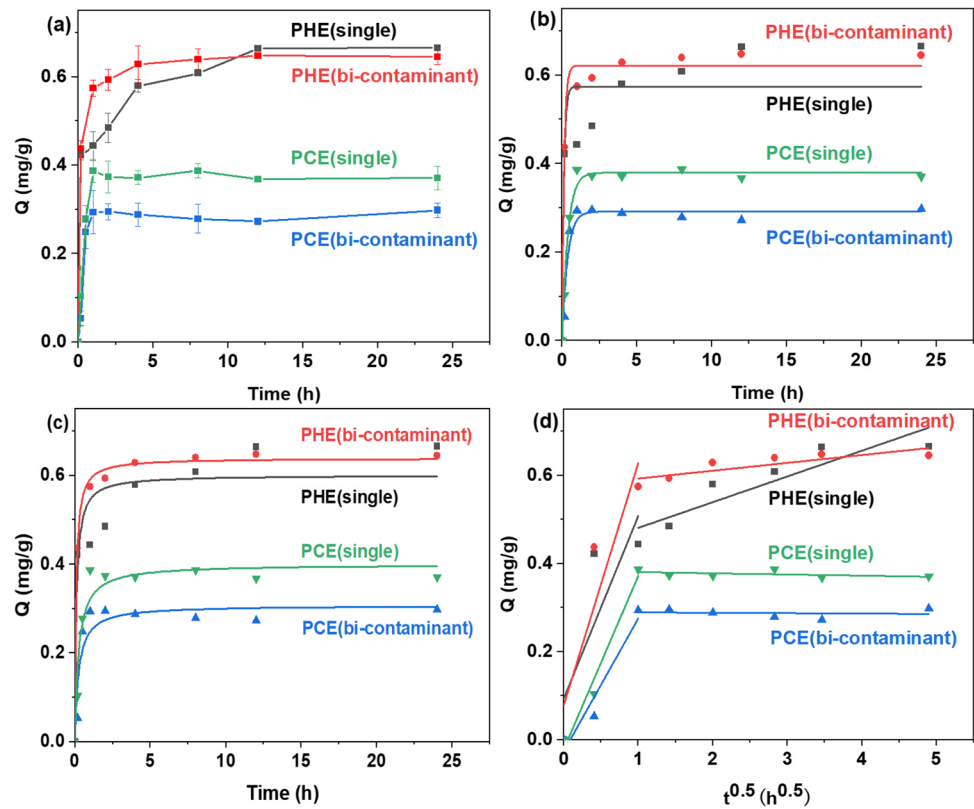 (a)
PHE(single)
PHE(bi-contaminant)
PCE(single)
PCE(bi-contaminant)
Q (mg/g)
0.6
0.4
0.2
0.0
0 5 10 15 20 25
Time (h)
(b)
PHE(bi-contaminant)
PHE(single)
PCE(single)
PCE(bi-contaminant)
Q (mg/g)
0.6
0.4
0.2
0.0
0 5 10 15 20 25
Time (h)
(c)
PHE(bi-contaminant)
PHE(single)
PCE(single)
PCE(bi-contaminant)
Q (mg/g)
0.6
0.4
0.2
0.0
0 5 10 15 20 25
Time (h)
(d)
PHE(bi-contaminant)
PHE(single)
PCE(single)
PCE(bi-contaminant)
Q (mg/g)
0.6
0.4
0.2
0.0
0 1 2 3 4 5
t^0.5 (h^0.5)